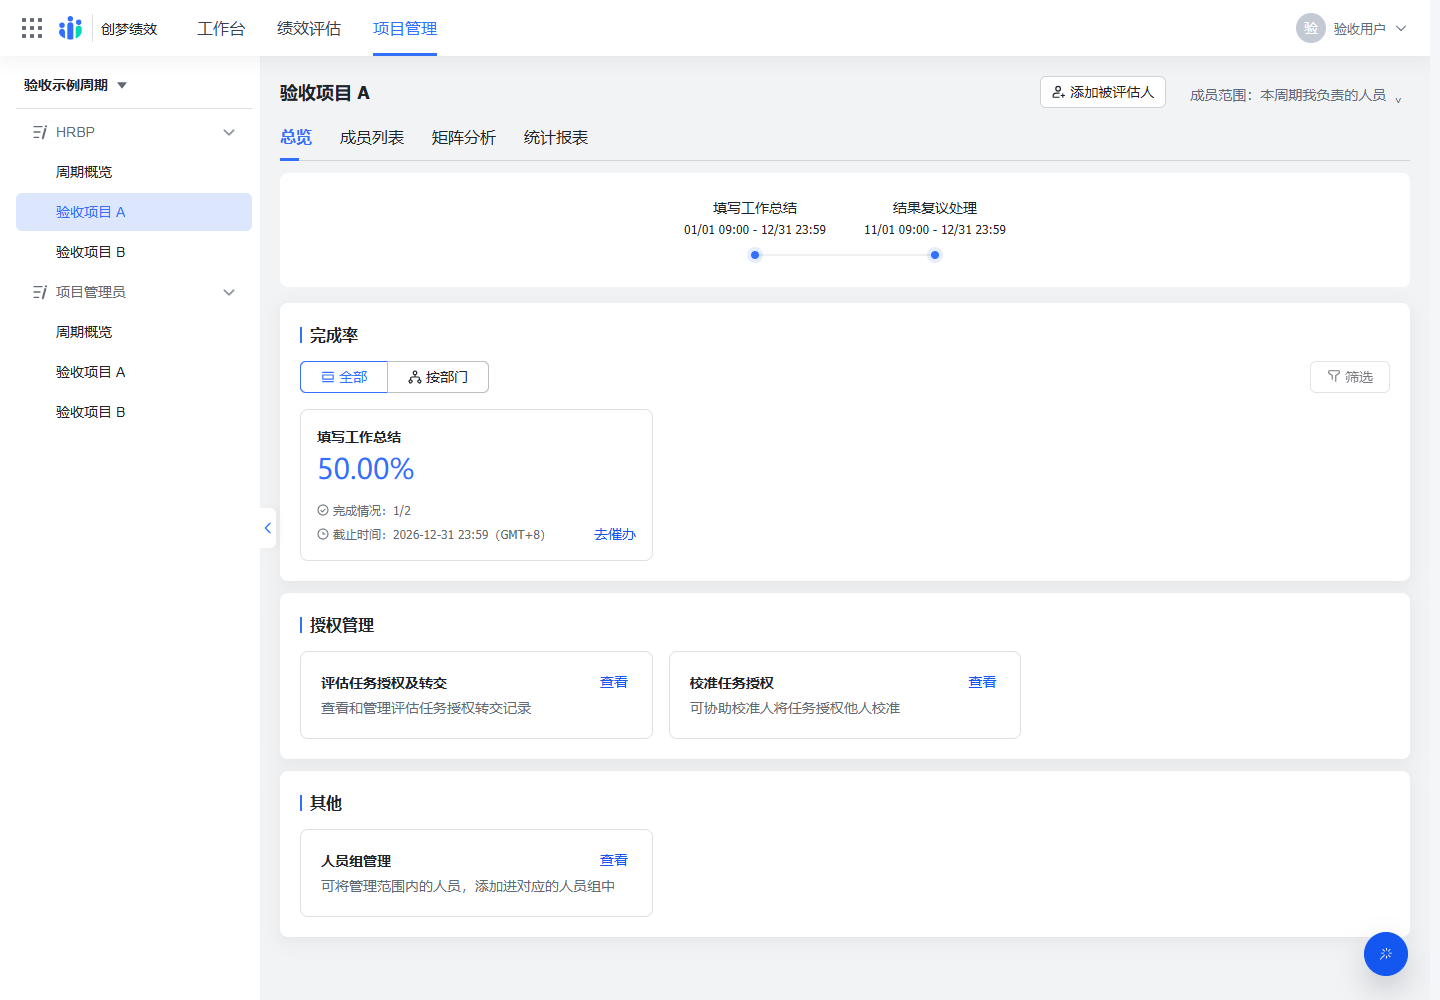 创梦绩效
工作台
绩效评估
项目管理
验
验收用户
验收示例周期
HRBP
周期概览
验收项目 A
验收项目 B
项目管理员
周期概览
验收项目 A
验收项目 B
验收项目 A
添加被评估人
成员范围：本周期我负责的人员
总览
成员列表
矩阵分析
统计报表
填写工作总结
01/01 09:00 - 12/31 23:59
结果复议处理
11/01 09:00 - 12/31 23:59
完成率
全部
按部门
筛选
填写工作总结
50.00%
完成情况：1/2
截止时间：2026-12-31 23:59（GMT+8）
去催办
授权管理
评估任务授权及转交
查看
查看和管理评估任务授权转交记录
校准任务授权
查看
可协助校准人将任务授权他人校准
其他
人员组管理
查看
可将管理范围内的人员，添加进对应的人员组中